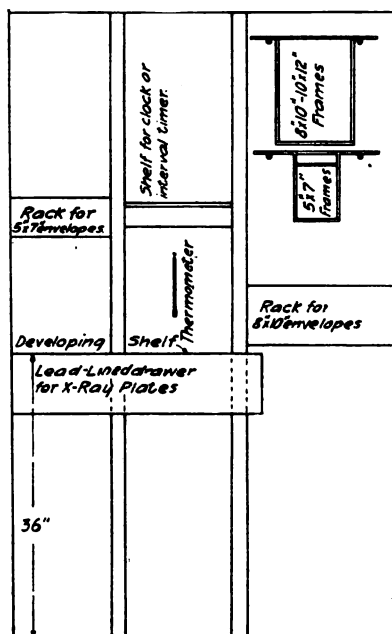 Shelf for clock or
interval timer.
8x10"-10x12"
Frames
5x7"
Frames
Rack for
5x7" envelopes.
Thermometer
Rack for
8x10" envelopes
Developing Shelf
Lead-Lined drawer
for X-Ray Plates
36"